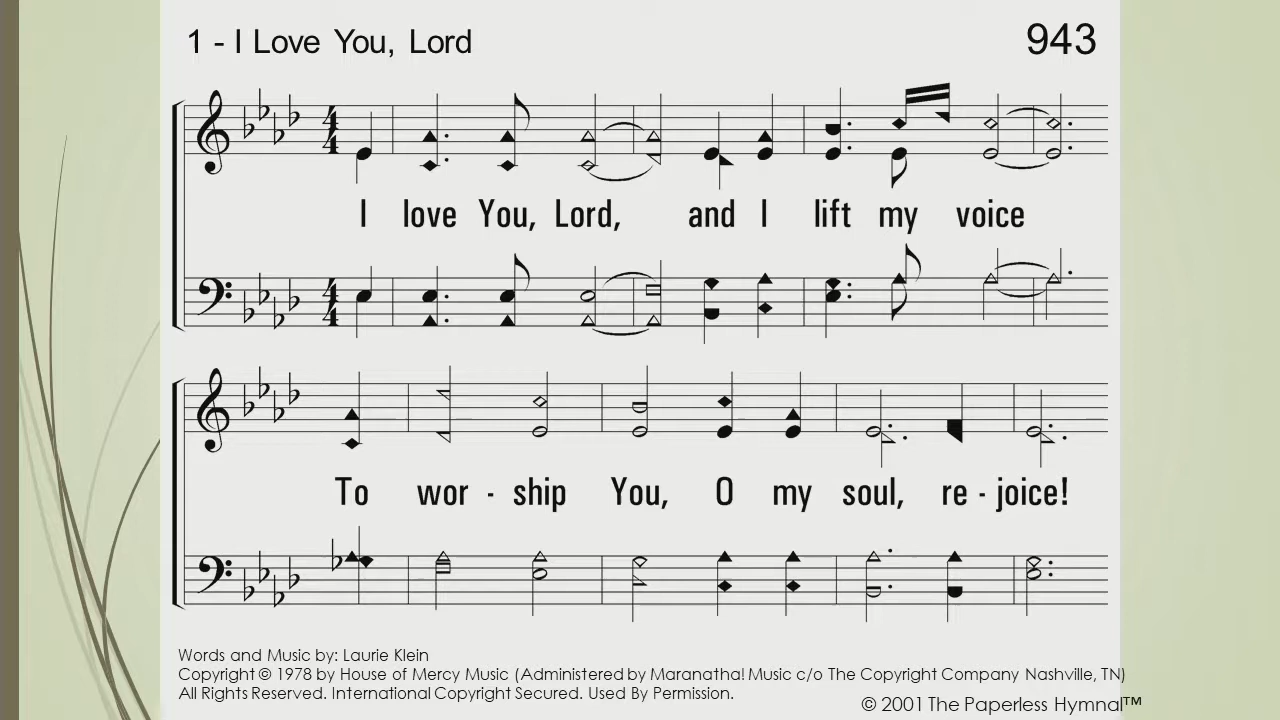 1 - I Love You, Lord 943
I love You, Lord, and I lift my voice
To wor - ship You, O my soul, re - joice!
Words and Music by: Laurie Klein
Copyright © 1978 by House of Mercy Music (Administered by Maranatha! Music c/o The Copyright Company Nashville, TN)
All Rights Reserved. International Copyright Secured. Used By Permission.
© 2001 The Paperless Hymnal™